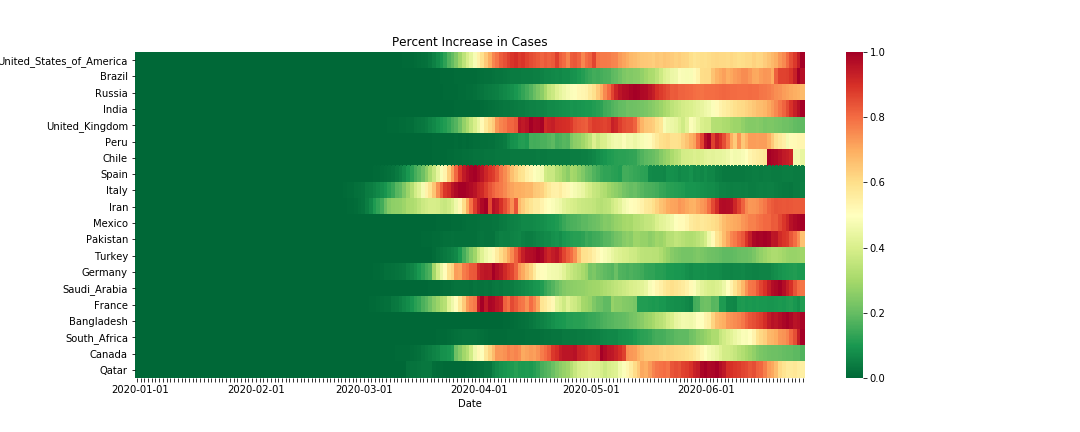 Percent Increase in Cases
United_States_of_America
Brazil
Russia
India
United_Kingdom
Peru
Chile
Spain
Italy
Iran
Mexico
Pakistan
Turkey
Germany
Saudi_Arabia
France
Bangladesh
South_Africa
Canada
Qatar
2020-01-01 2020-02-01 2020-03-01 2020-04-01 2020-05-01 2020-06-01
Date
1.0
0.8
0.6
0.4
0.2
0.0